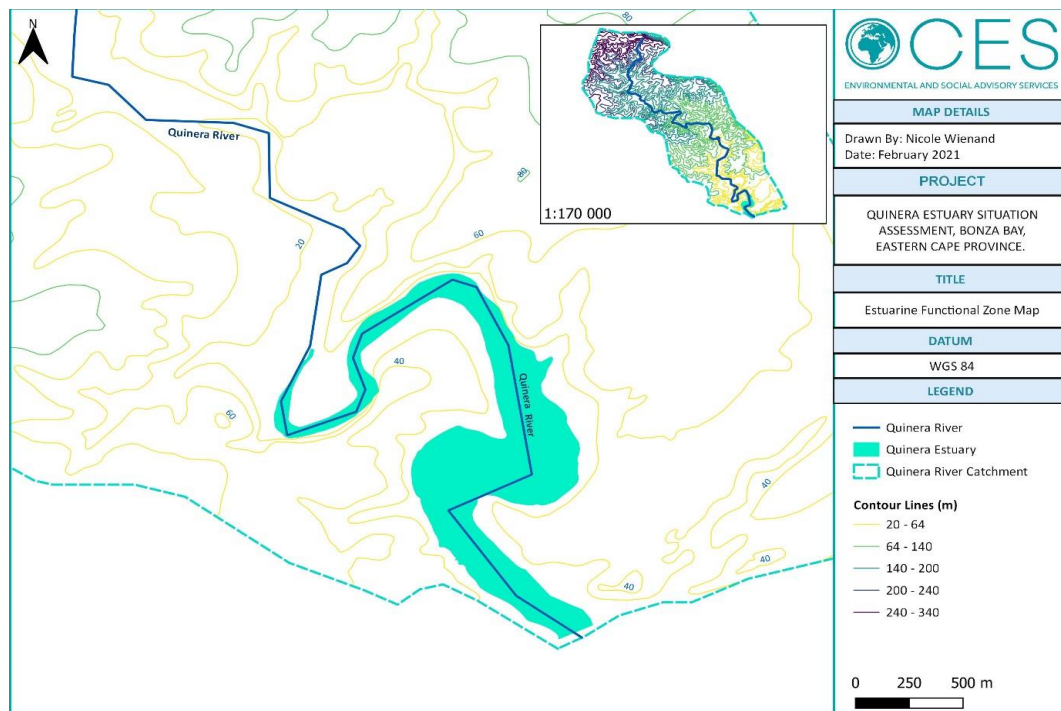 N
Quinera River
20
60
80
80
40
60
Quinera River
40
40
40
1:170 000
CES
ENVIRONMENTAL AND SOCIAL ADVISORY SERVICES
MAP DETAILS
Drawn By: Nicole Wienand
Date: February 2021
PROJECT
QUINERA ESTUARY SITUATION
ASSESSMENT, BONZA BAY,
EASTERN CAPE PROVINCE.
TITLE
Estuarine Functional Zone Map
DATUM
WGS 84
LEGEND
Quinera River
Quinera Estuary
Quinera River Catchment
Contour Lines (m)
20 - 64
64 - 140
140 - 200
200 - 240
240 - 340
0 250 500 m